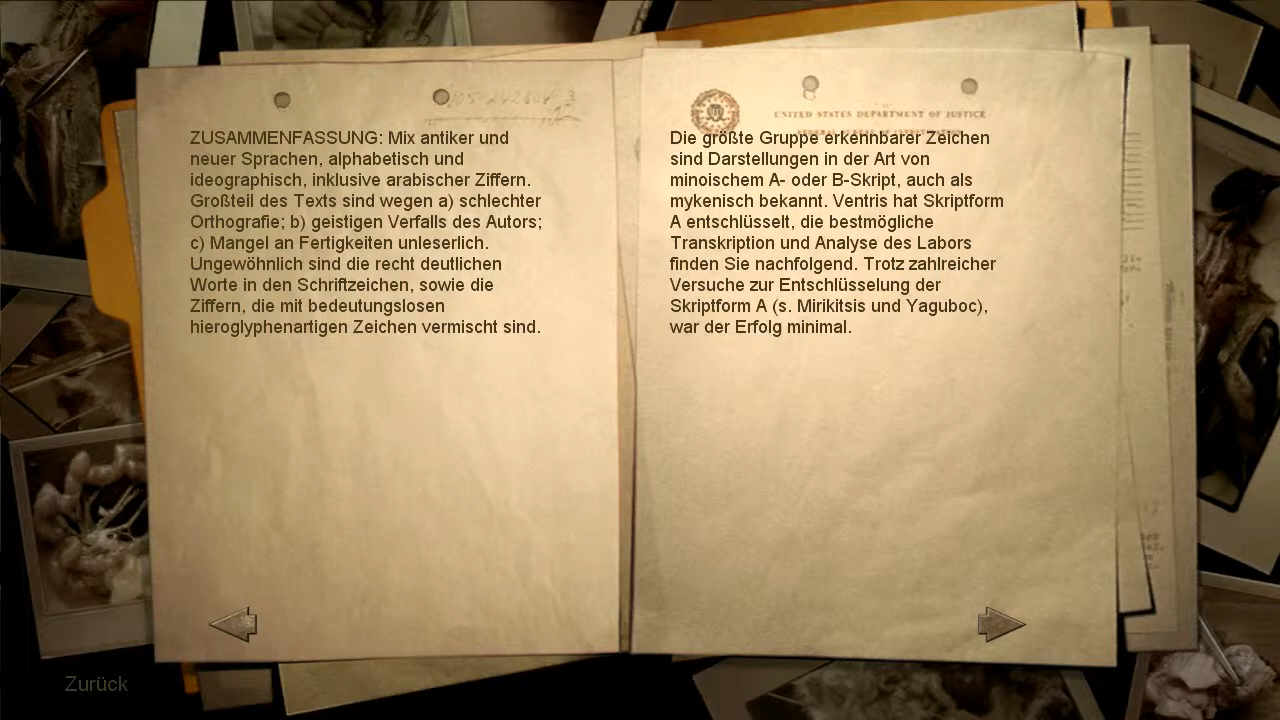 ZUSAMMENFASSUNG: Mix antiker und
neuer Sprachen, alphabetisch und
ideographisch, inklusive arabischer Ziffern.
Großteil des Texts sind wegen a) schlechter
Orthografie; b) geistigen Verfalls des Autors;
c) Mangel an Fertigkeiten unleserlich.
Ungewöhnlich sind die recht deutlichen
Worte in den Schriftzeichen, sowie die
Ziffern, die mit bedeutungslosen
hieroglyphenartigen Zeichen vermischt sind.
UNITED STATES DEPARTMENT OF JUSTICE
FEDERAL BUREAU OF INVESTIGATION
Die größte Gruppe erkennbarer Zeichen
sind Darstellungen in der Art von
minoischem A- oder B-Skript, auch als
mykenisch bekannt. Ventris hat Skriptform
A entschlüsselt, die bestmögliche
Transkription und Analyse des Labors
finden Sie nachfolgend. Trotz zahlreicher
Versuche zur Entschlüsselung der
Skriptform A (s. Mirikitsis und Yaguboc),
war der Erfolg minimal.
Zurück